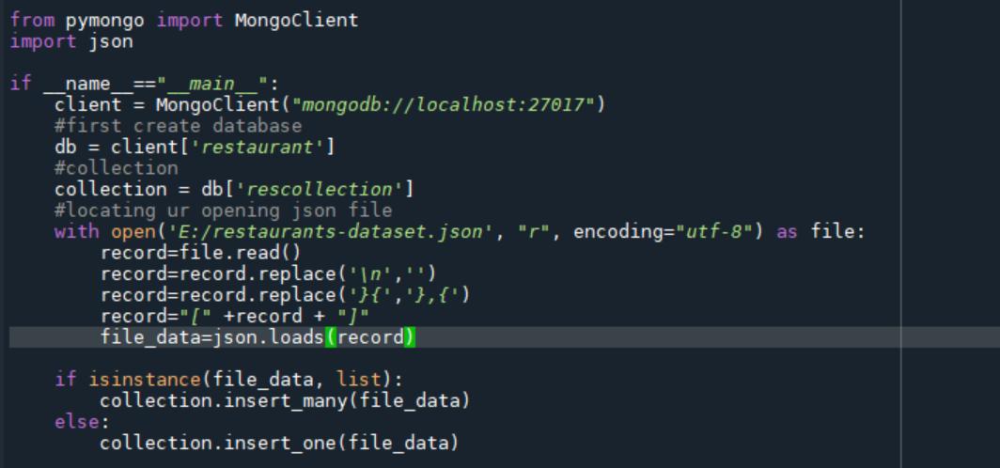 from pymongo import MongoClient
import json
if __name__=="__main__":
    client = MongoClient("mongodb://localhost:27017")
    #first create database
    db = client['restaurant']
    #collection
    collection = db['rescollection']
    #locating ur opening json file
    with open('E:/restaurants-dataset.json', "r", encoding="utf-8") as file:
        record=file.read()
        record=record.replace('\n','')
        record=record.replace('}{','},{')
        record="[" +record + "]"
        file_data=json.loads(record)
    if isinstance(file_data, list):
        collection.insert_many(file_data)
    else:
        collection.insert_one(file_data)